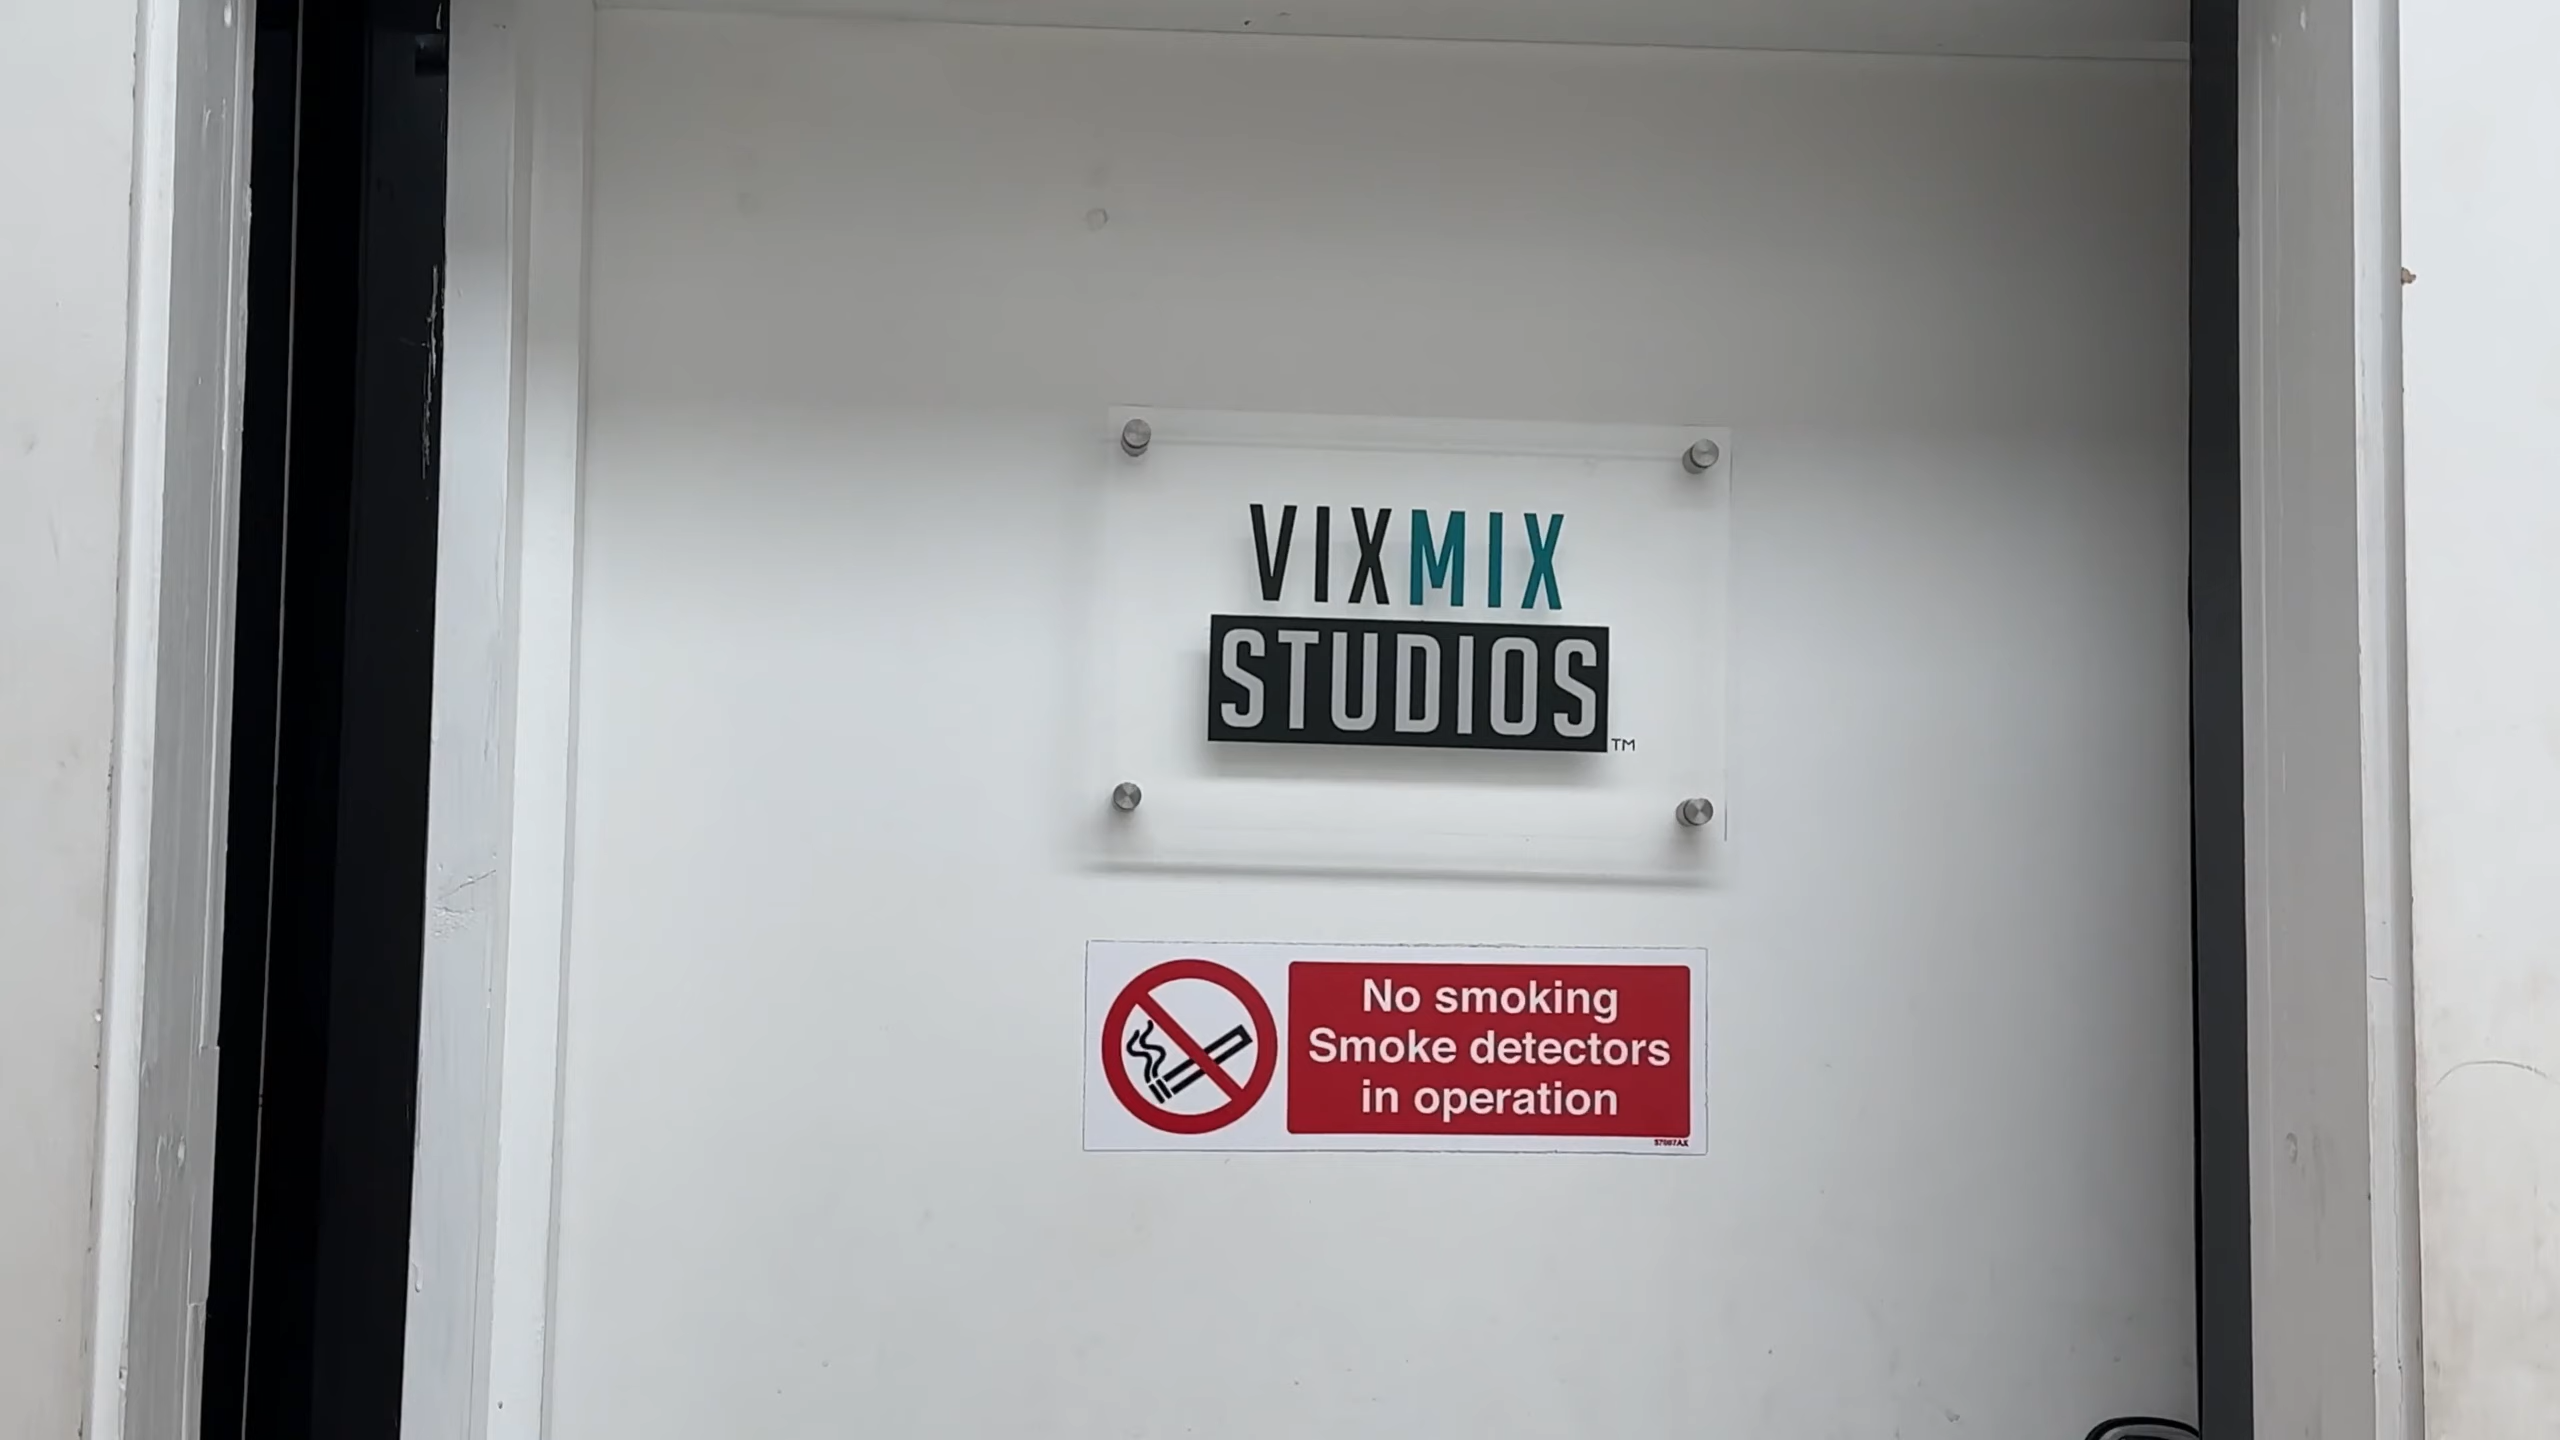 VIXMIX
STUDIOS
TM
No smoking
Smoke detectors
in operation